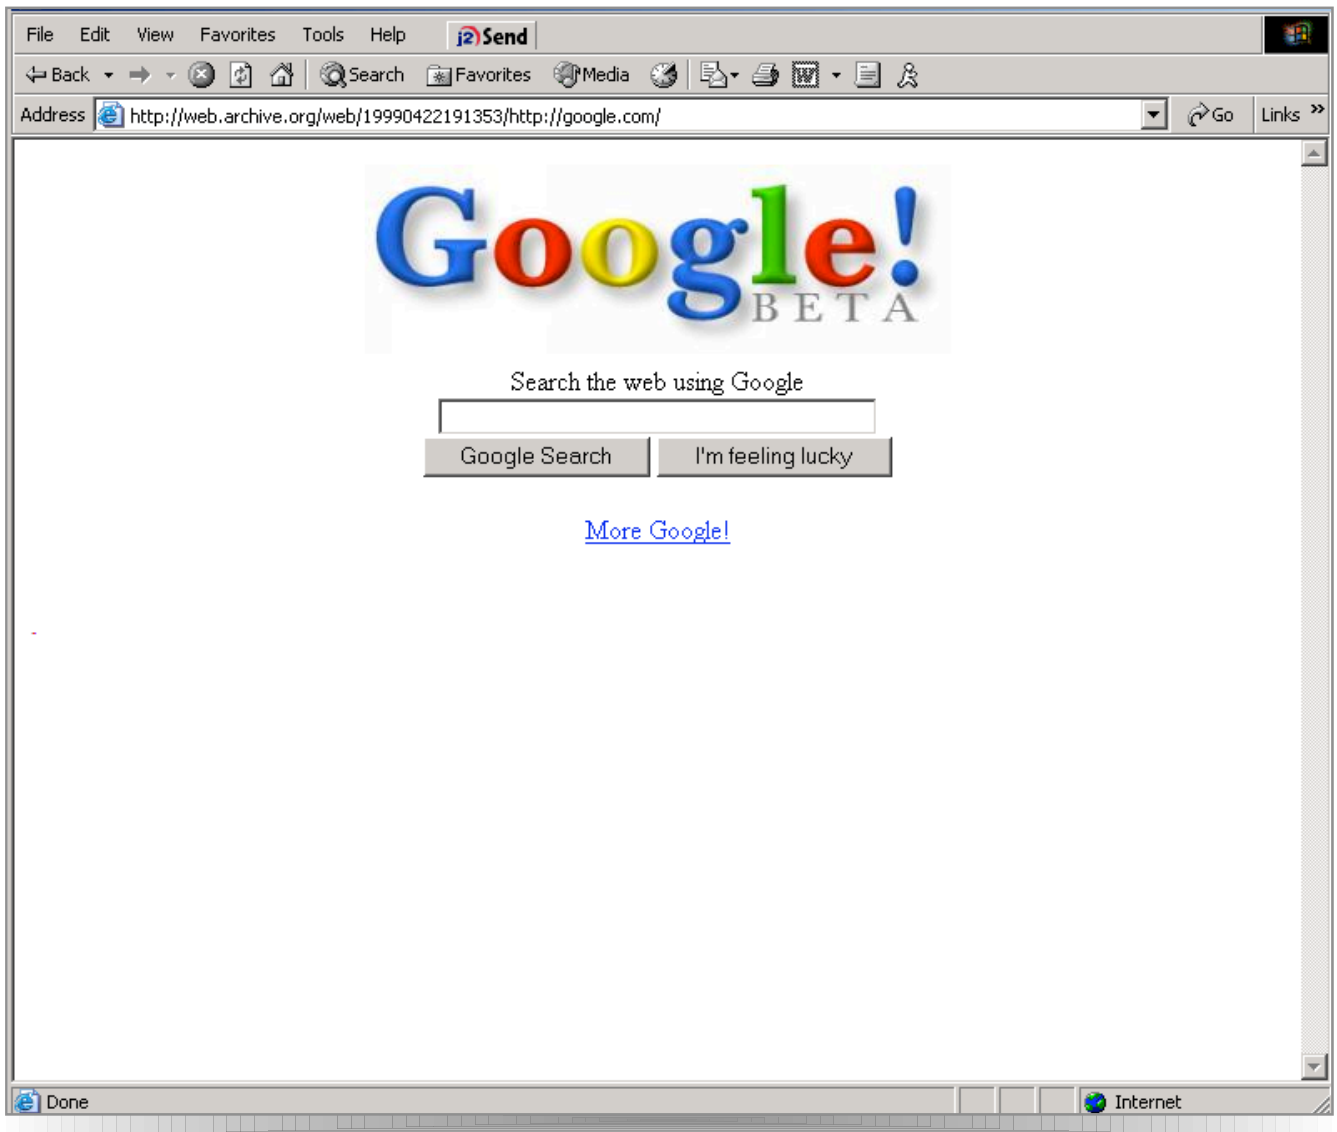 File Edit View Favorites Tools Help j2 Send
Back Search Favorites Media
Address http://web.archive.org/web/19990422191353/http://google.com/ Go Links »
Google!
BETA
Search the web using Google
Google Search I'm feeling lucky
More Google!
Done Internet